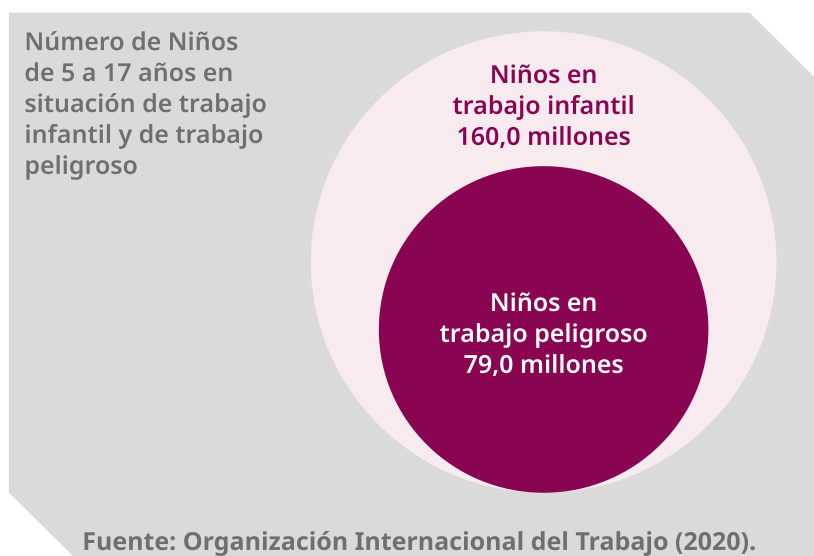 Número de Niños
de 5 a 17 años en
situación de trabajo
infantil y de trabajo
peligroso
Niños en
trabajo infantil
160,0 millones
Niños en
trabajo peligroso
79,0 millones
Fuente: Organización Internacional del Trabajo (2020).